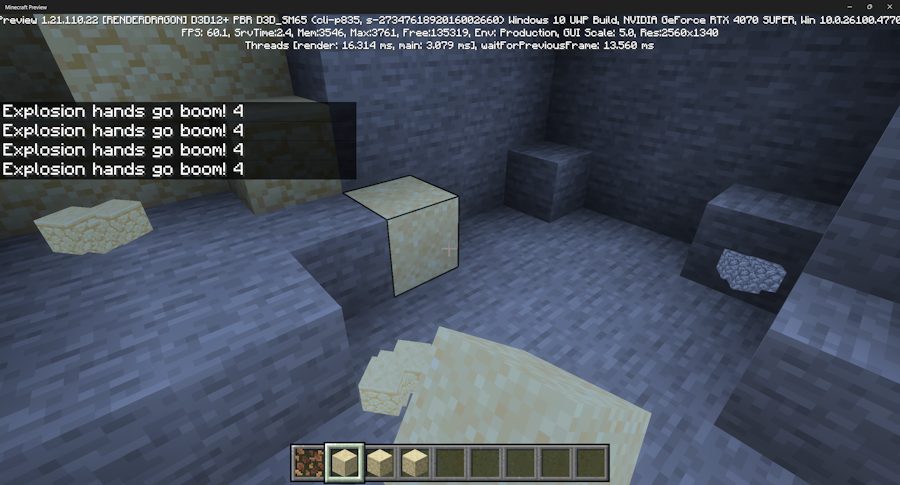 Minecraft Preview
Preview 1.21.110.22 [RENDERDRAGON] D3D12+ PBR D3D_SM65 (cli-p835, s-2734761892016002660) Windows 10 UWP Build, NVIDIA GeForce RTX 4070 SUPER, Win 10.0.26100.4770
FPS: 60.1, SrvTime:2.4, Mem:3546, Max:3761, Free:135319, Env: Production, GUI Scale: 5.0, Res:2560x1340
Threads [render: 16.314 ms, main: 3.079 ms], waitForPreviousFrame: 13.560 ms
Explosion hands go boom! 4
Explosion hands go boom! 4
Explosion hands go boom! 4
Explosion hands go boom! 4